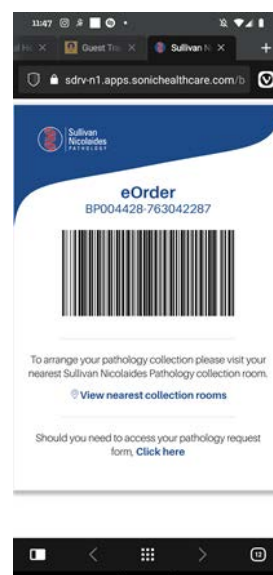 11:47
Guest Tra
Sullivan N
sdrv-n1.apps.sonichealthcare.com/b
Sullivan
Nicolaides
PATHOLOGY
eOrder
BP004428-763042287
To arrange your pathology collection please visit your
nearest Sullivan Nicolaides Pathology collection room.
View nearest collection rooms
Should you need to access your pathology request
form, Click here